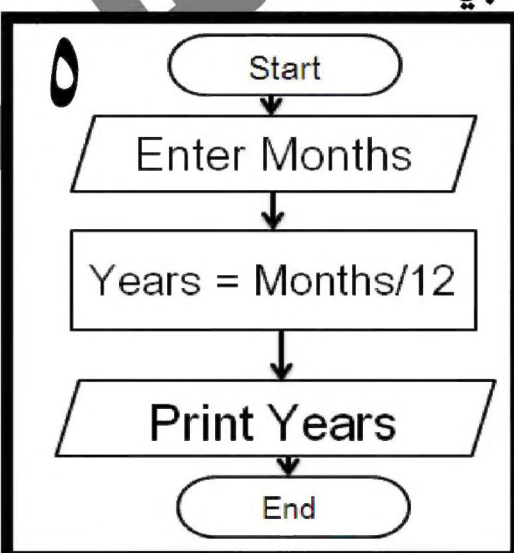 ٥
Start
Enter Months
Years = Months/12
Print Years
End